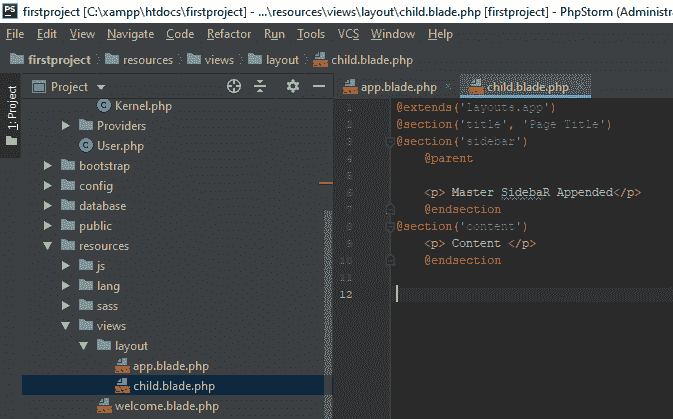 PS firstproject [C:\xampp\htdocs\firstproject] - ...\resources\views\layout\child.blade.php [firstproject] - PhpStorm (Administra
File Edit View Navigate Code Refactor Run Tools VCS Window Help
firstproject resources views layout child.blade.php
1: Project
Project
Kernel.php
Providers
User.php
bootstrap
config
database
public
resources
js
lang
sass
views
layout
app.blade.php
child.blade.php
welcome.blade.php
app.blade.php child.blade.php
1 @extends('layouts.app')
2 @section('title', 'Page Title')
3 @section('sidebar')
4 @parent
5
6 <p> Master SidebaR Appended</p>
7 @endsection
8 @section('content')
9 <p> Content </p>
10 @endsection
11
12